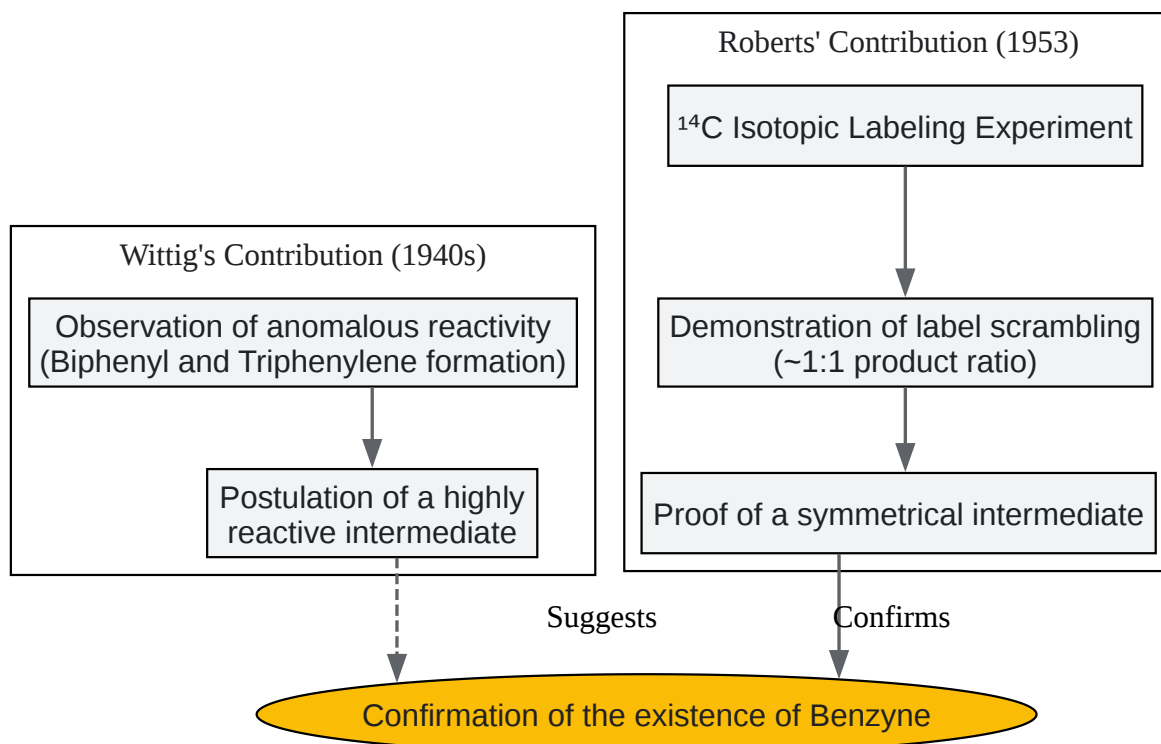 Roberts' Contribution (1953)
¹⁴C Isotopic Labeling Experiment
Demonstration of label scrambling
(~1:1 product ratio)
Proof of a symmetrical intermediate
Wittig's Contribution (1940s)
Observation of anomalous reactivity
(Biphenyl and Triphenylene formation)
Postulation of a highly
reactive intermediate
Suggests
Confirms
Confirmation of the existence of Benzyne